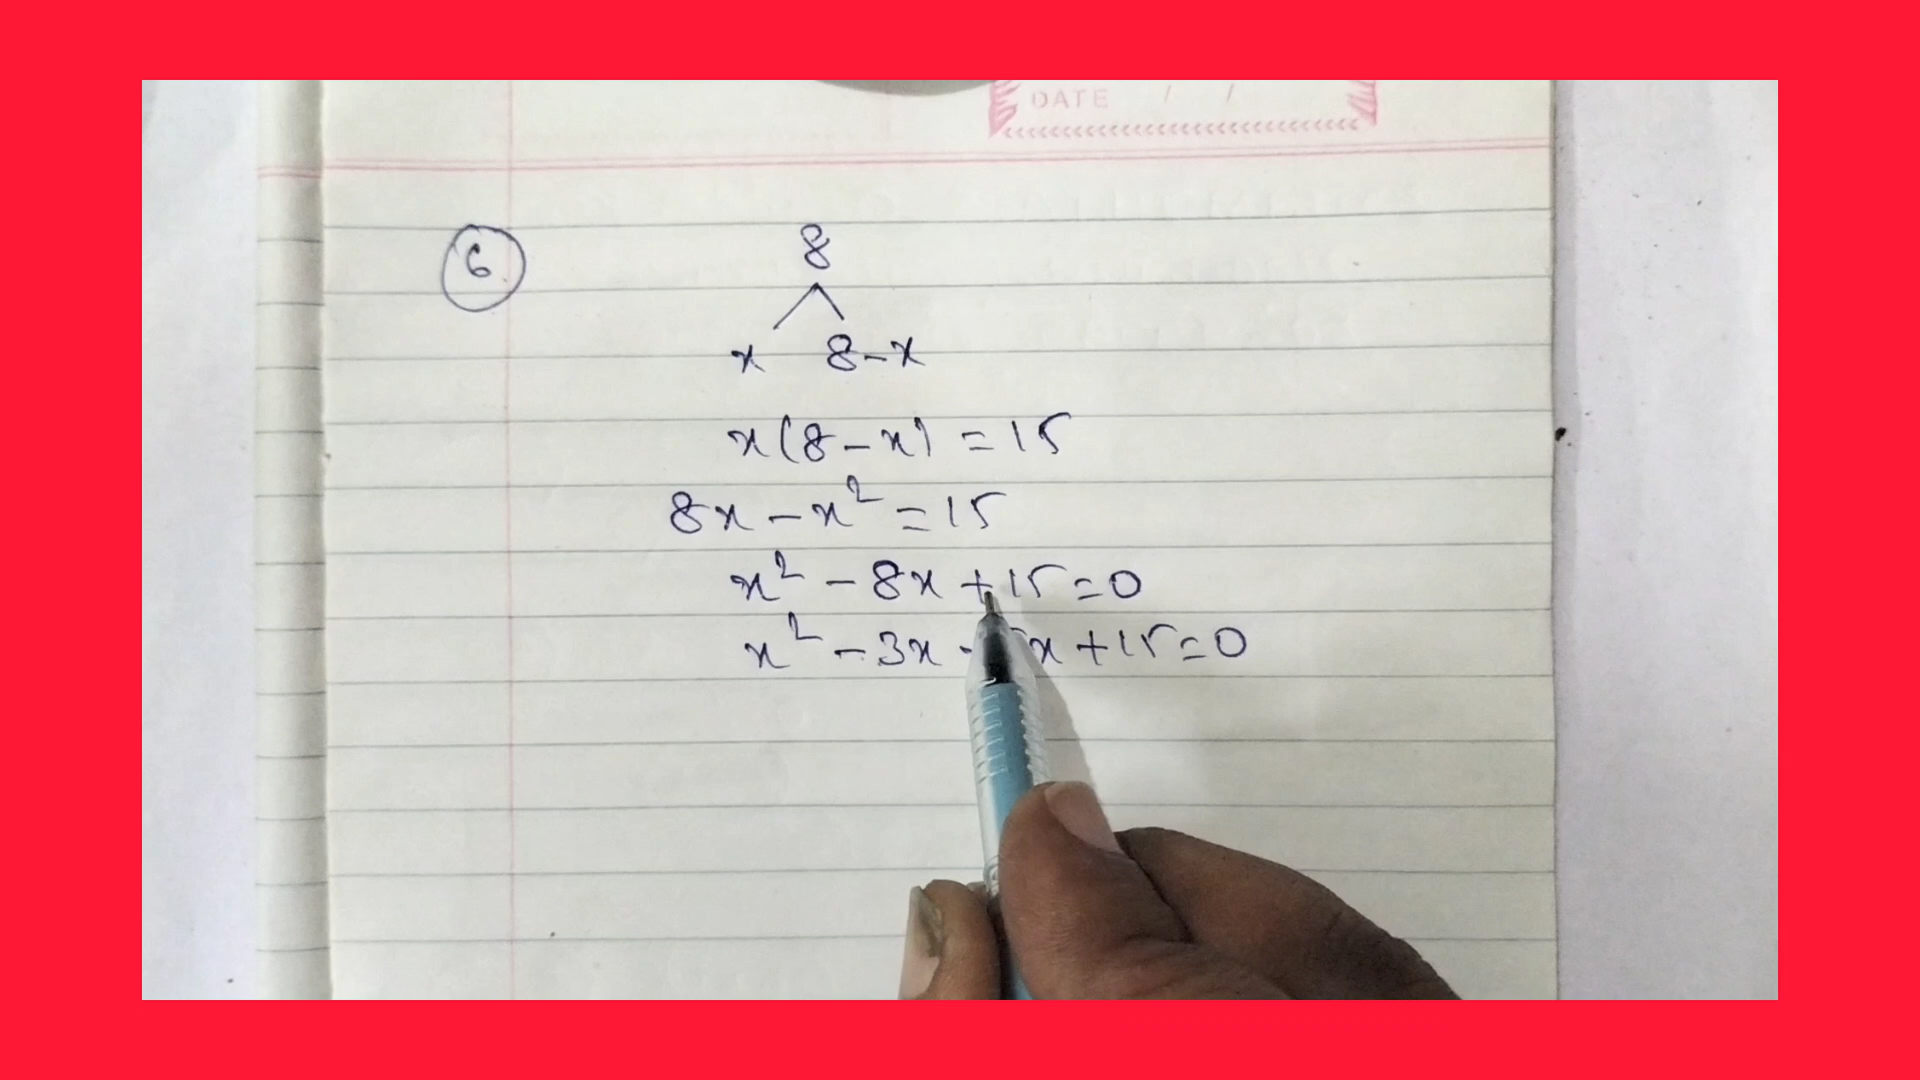 DATE / /
6 8
x 8-x
x(8-x) = 15
8x - x² = 15
x² - 8x + 15 = 0
x² - 3x - x + 15 = 0